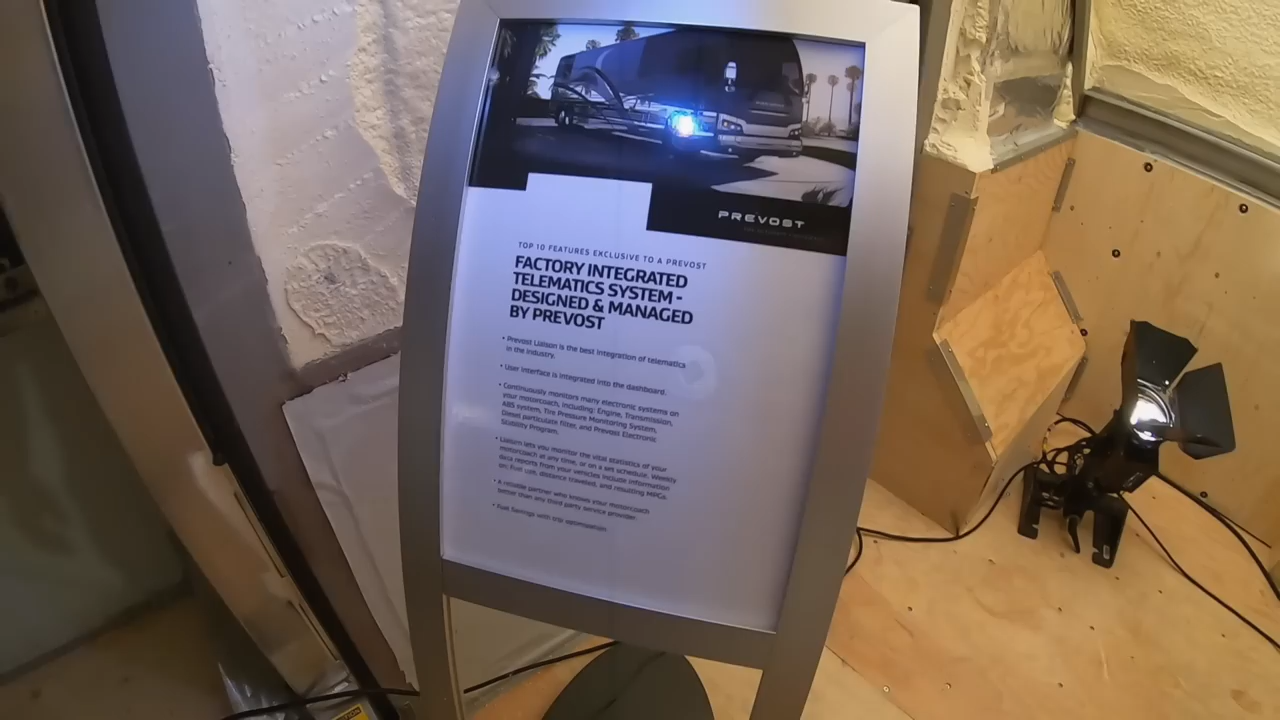 PREVOST
TOP 10 FEATURES EXCLUSIVE TO A PREVOST
FACTORY INTEGRATED
TELEMATICS SYSTEM -
DESIGNED & MANAGED
BY PREVOST
• Prevost Liaison is the best integration of telematics
in the industry.
• User interface is integrated into the dashboard.
• Continuously monitors many electronic systems on
your motorcoach, including: Engine, Transmission,
ABS system, Tire Pressure Monitoring System,
Diesel particulate filter, and Prevost Electronic
Stability Program.
• Liaison lets you monitor the vital statistics of your
motorcoach at any time, or on a set schedule. Weekly
data reports from your vehicles include information
on; Fuel use, distance traveled, and resulting MPGs.
• A reliable partner who knows your motorcoach
better than any third party service provider.
• Fuel Savings with trip optimization